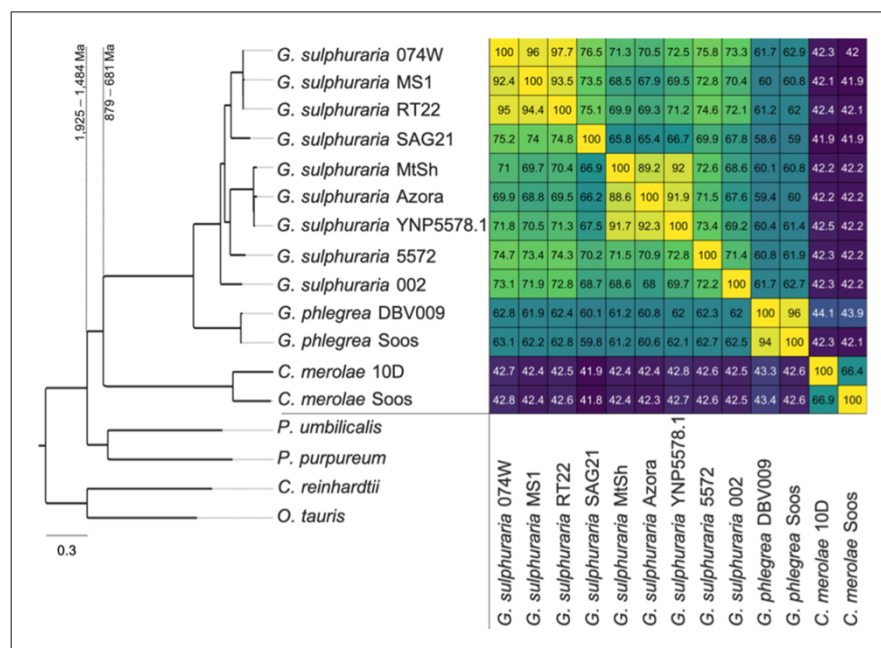 1,925 – 1,484 Ma
879 – 681 Ma
G. sulphuraria 074W 100 96 97.7 76.5 71.3 70.5 72.5 75.8 73.3 61.7 62.9 42.3 42
G. sulphuraria MS1 92.4 100 93.5 73.5 68.5 67.9 69.5 72.8 70.4 60 60.8 42.1 41.9
G. sulphuraria RT22 95 94.4 100 75.1 69.9 69.3 71.2 74.6 72.1 61.2 62 42.4 42.1
G. sulphuraria SAG21 75.2 74 74.8 100 65.8 65.4 66.7 69.9 67.8 58.6 59 41.9 41.9
G. sulphuraria MtSh 71 69.7 70.4 66.9 100 89.2 92 72.6 68.6 60.1 60.8 42.2 42.2
G. sulphuraria Azora 69.9 68.8 69.5 66.2 88.6 100 91.9 71.5 67.6 59.4 60 42.2 42.2
G. sulphuraria YNP5578.1 71.8 70.5 71.3 67.5 91.7 92.3 100 73.4 69.2 60.4 61.4 42.5 42.2
G. sulphuraria 5572 74.7 73.4 74.3 70.2 71.5 70.9 72.8 100 71.4 60.8 61.9 42.3 42.2
G. sulphuraria 002 73.1 71.9 72.8 68.7 68.6 68 69.7 72.2 100 61.7 62.7 42.3 42.2
G. phlegrea DBV009 62.8 61.9 62.4 60.1 61.2 60.8 62 62.3 62 100 96 44.1 43.9
G. phlegrea Soos 63.1 62.2 62.8 59.8 61.2 60.6 62.1 62.7 62.5 94 100 42.3 42.1
C. merolae 10D 42.7 42.4 42.5 41.9 42.4 42.4 42.8 42.6 42.5 43.3 42.6 100 66.4
C. merolae Soos 42.8 42.4 42.6 41.8 42.4 42.3 42.7 42.6 42.5 43.4 42.6 66.9 100
P. umbilicalis
P. purpureum
C. reinhardtii
O. tauris
0.3
G. sulphuraria 074W
G. sulphuraria MS1
G. sulphuraria RT22
G. sulphuraria SAG21
G. sulphuraria MtSh
G. sulphuraria Azora
G. sulphuraria YNP5578.1
G. sulphuraria 5572
G. sulphuraria 002
G. phlegrea DBV009
G. phlegrea Soos
C. merolae 10D
C. merolae Soos